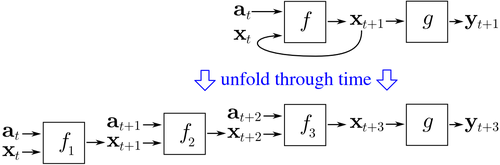 a_t f x_{t+1} g y_{t+1}
x_t
unfold through time
a_t f_1 a_{t+1} f_2 a_{t+2} f_3 x_{t+3} g y_{t+3}
x_t x_{t+1} x_{t+2}